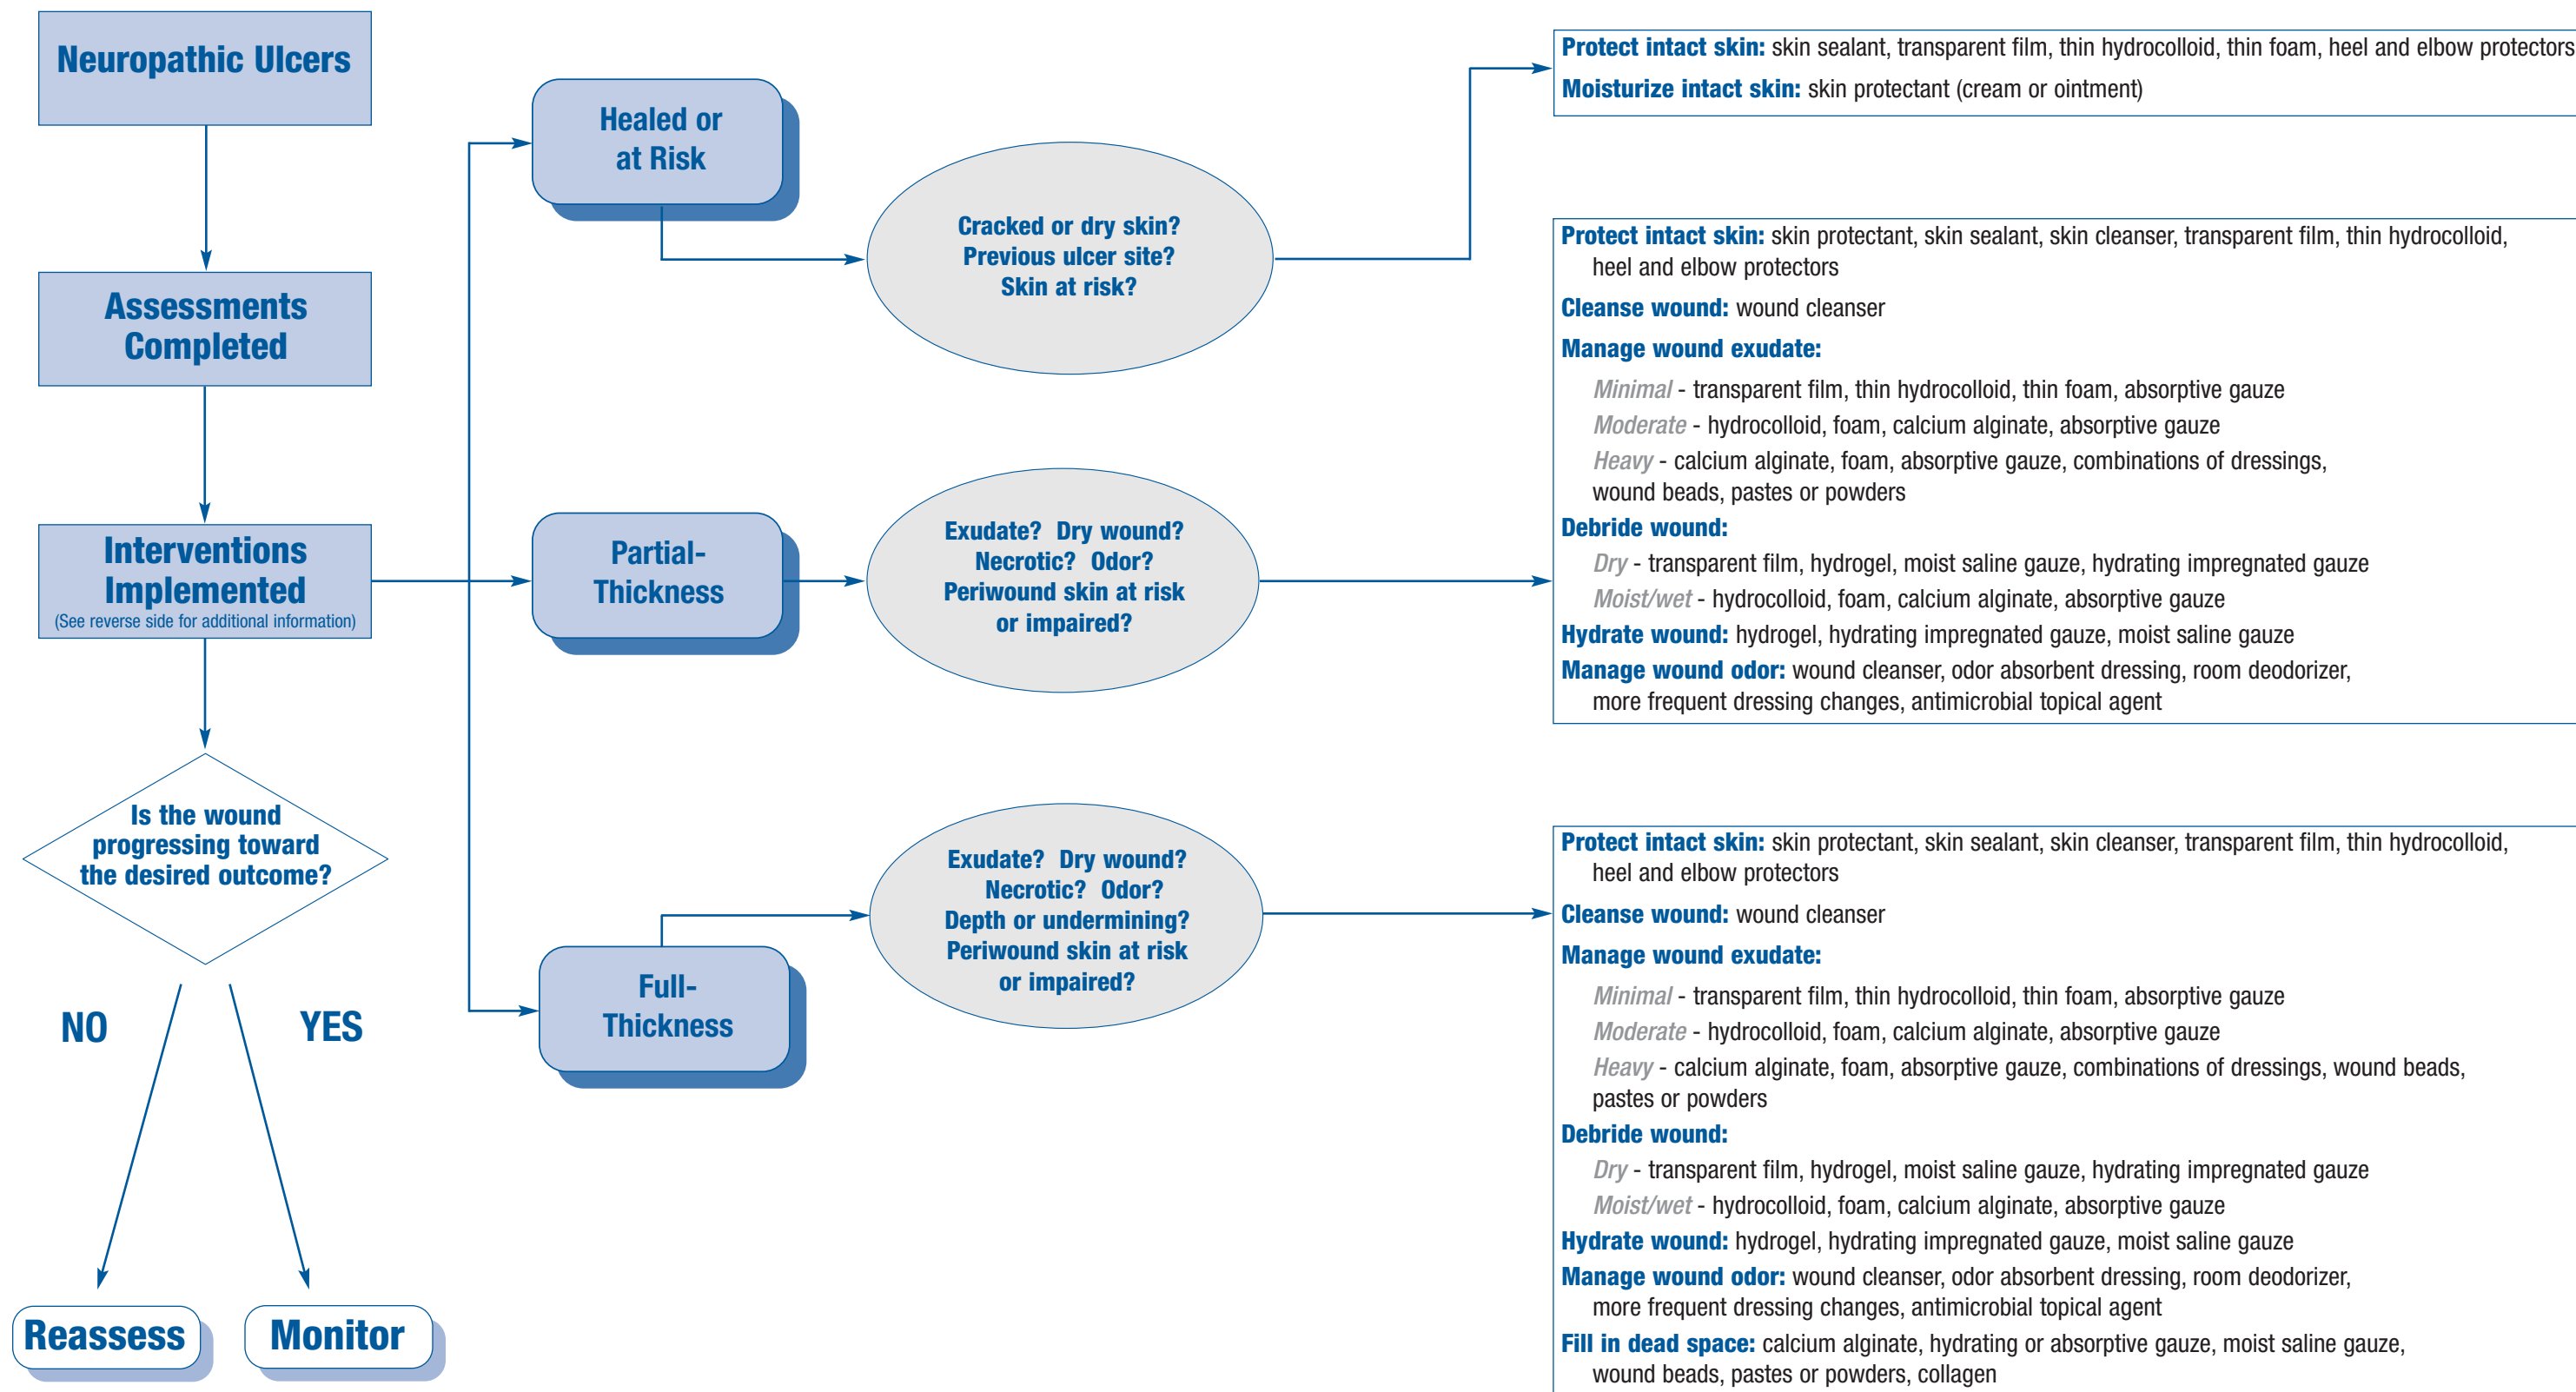 Neuropathic Ulcers
Assessments
Completed
Interventions
Implemented
(See reverse side for additional information)
Is the wound
progressing toward
the desired outcome?
NO
YES
Reassess
Monitor
Healed or
at Risk
Cracked or dry skin?
Previous ulcer site?
Skin at risk?
Protect intact skin: skin sealant, transparent film, thin hydrocolloid, thin foam, heel and elbow protectors
Moisturize intact skin: skin protectant (cream or ointment)
Partial-
Thickness
Exudate? Dry wound?
Necrotic? Odor?
Periwound skin at risk
or impaired?
Protect intact skin: skin protectant, skin sealant, skin cleanser, transparent film, thin hydrocolloid,
heel and elbow protectors
Cleanse wound: wound cleanser
Manage wound exudate:
Minimal - transparent film, thin hydrocolloid, thin foam, absorptive gauze
Moderate - hydrocolloid, foam, calcium alginate, absorptive gauze
Heavy - calcium alginate, foam, absorptive gauze, combinations of dressings,
wound beads, pastes or powders
Debride wound:
Dry - transparent film, hydrogel, moist saline gauze, hydrating impregnated gauze
Moist/wet - hydrocolloid, foam, calcium alginate, absorptive gauze
Hydrate wound: hydrogel, hydrating impregnated gauze, moist saline gauze
Manage wound odor: wound cleanser, odor absorbent dressing, room deodorizer,
more frequent dressing changes, antimicrobial topical agent
Full-
Thickness
Exudate? Dry wound?
Necrotic? Odor?
Depth or undermining?
Periwound skin at risk
or impaired?
Protect intact skin: skin protectant, skin sealant, skin cleanser, transparent film, thin hydrocolloid,
heel and elbow protectors
Cleanse wound: wound cleanser
Manage wound exudate:
Minimal - transparent film, thin hydrocolloid, thin foam, absorptive gauze
Moderate - hydrocolloid, foam, calcium alginate, absorptive gauze
Heavy - calcium alginate, foam, absorptive gauze, combinations of dressings, wound beads,
pastes or powders
Debride wound:
Dry - transparent film, hydrogel, moist saline gauze, hydrating impregnated gauze
Moist/wet - hydrocolloid, foam, calcium alginate, absorptive gauze
Hydrate wound: hydrogel, hydrating impregnated gauze, moist saline gauze
Manage wound odor: wound cleanser, odor absorbent dressing, room deodorizer,
more frequent dressing changes, antimicrobial topical agent
Fill in dead space: calcium alginate, hydrating or absorptive gauze, moist saline gauze,
wound beads, pastes or powders, collagen